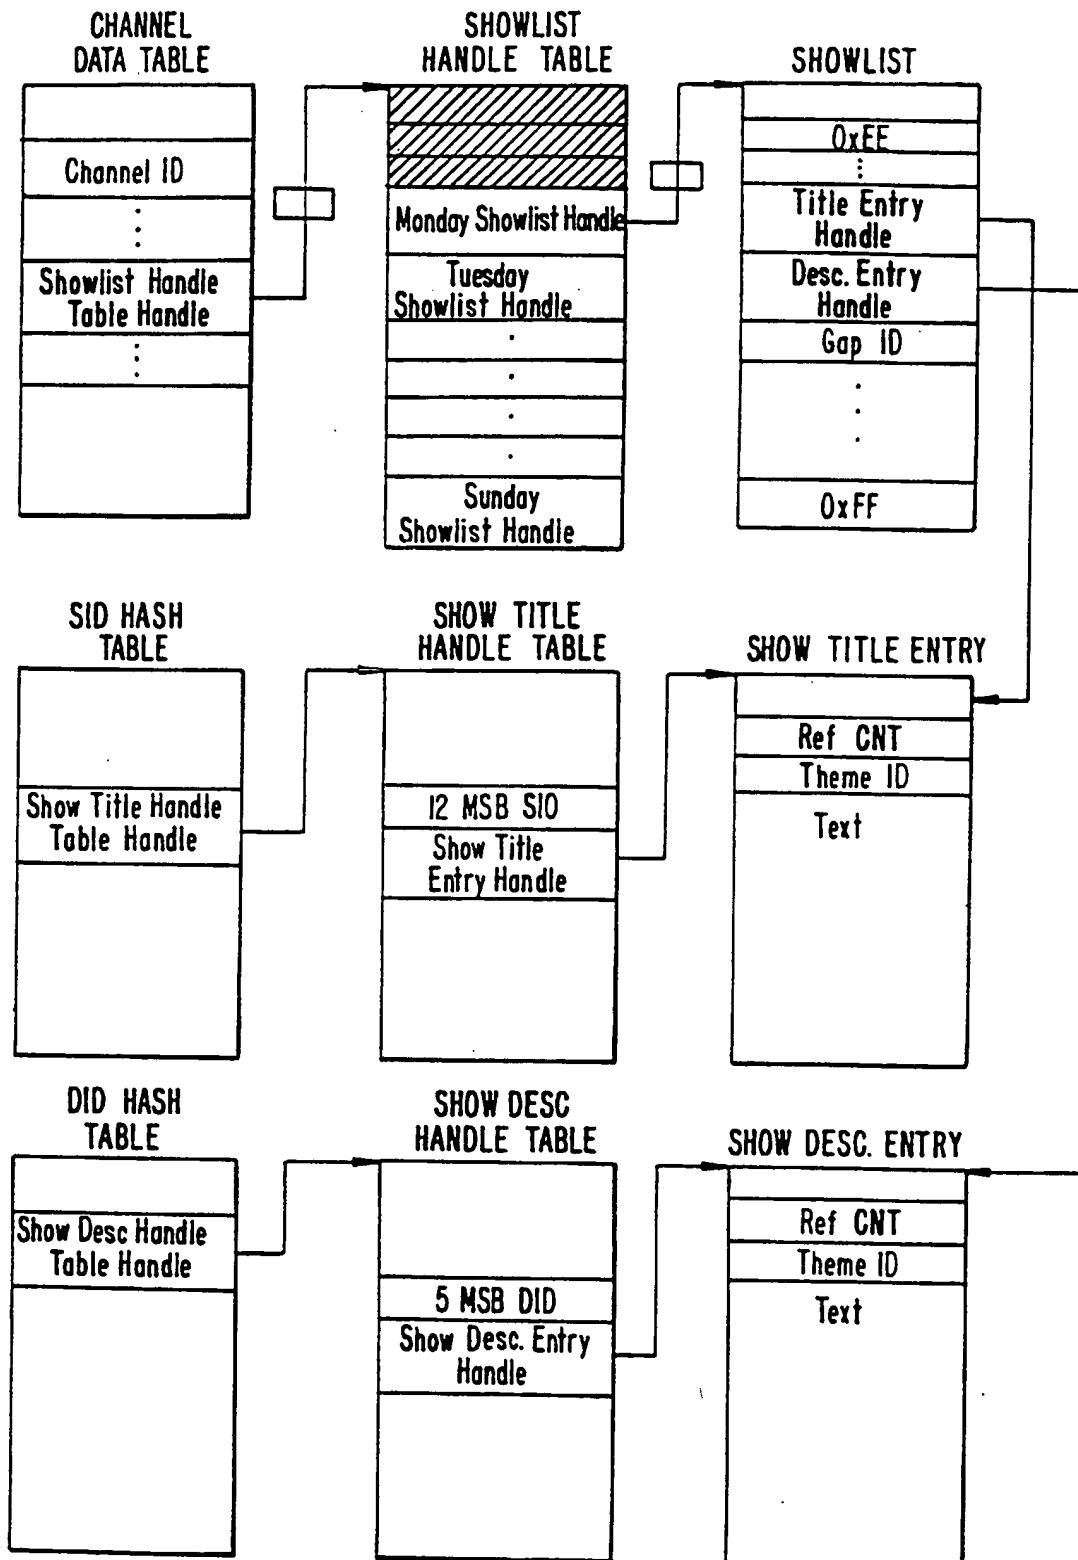 CHANNEL
DATA TABLE
Channel ID
Showlist Handle
Table Handle
SHOWLIST
HANDLE TABLE
Monday Showlist Handle
Tuesday
Showlist Handle
Sunday
Showlist Handle
SHOWLIST
0xEE
Title Entry
Handle
Desc. Entry
Handle
Gap ID
0xFF
SID HASH
TABLE
Show Title Handle
Table Handle
SHOW TITLE
HANDLE TABLE
12 MSB SIO
Show Title
Entry Handle
SHOW TITLE ENTRY
Ref CNT
Theme ID
Text
DID HASH
TABLE
Show Desc Handle
Table Handle
SHOW DESC
HANDLE TABLE
5 MSB DID
Show Desc. Entry
Handle
SHOW DESC. ENTRY
Ref CNT
Theme ID
Text